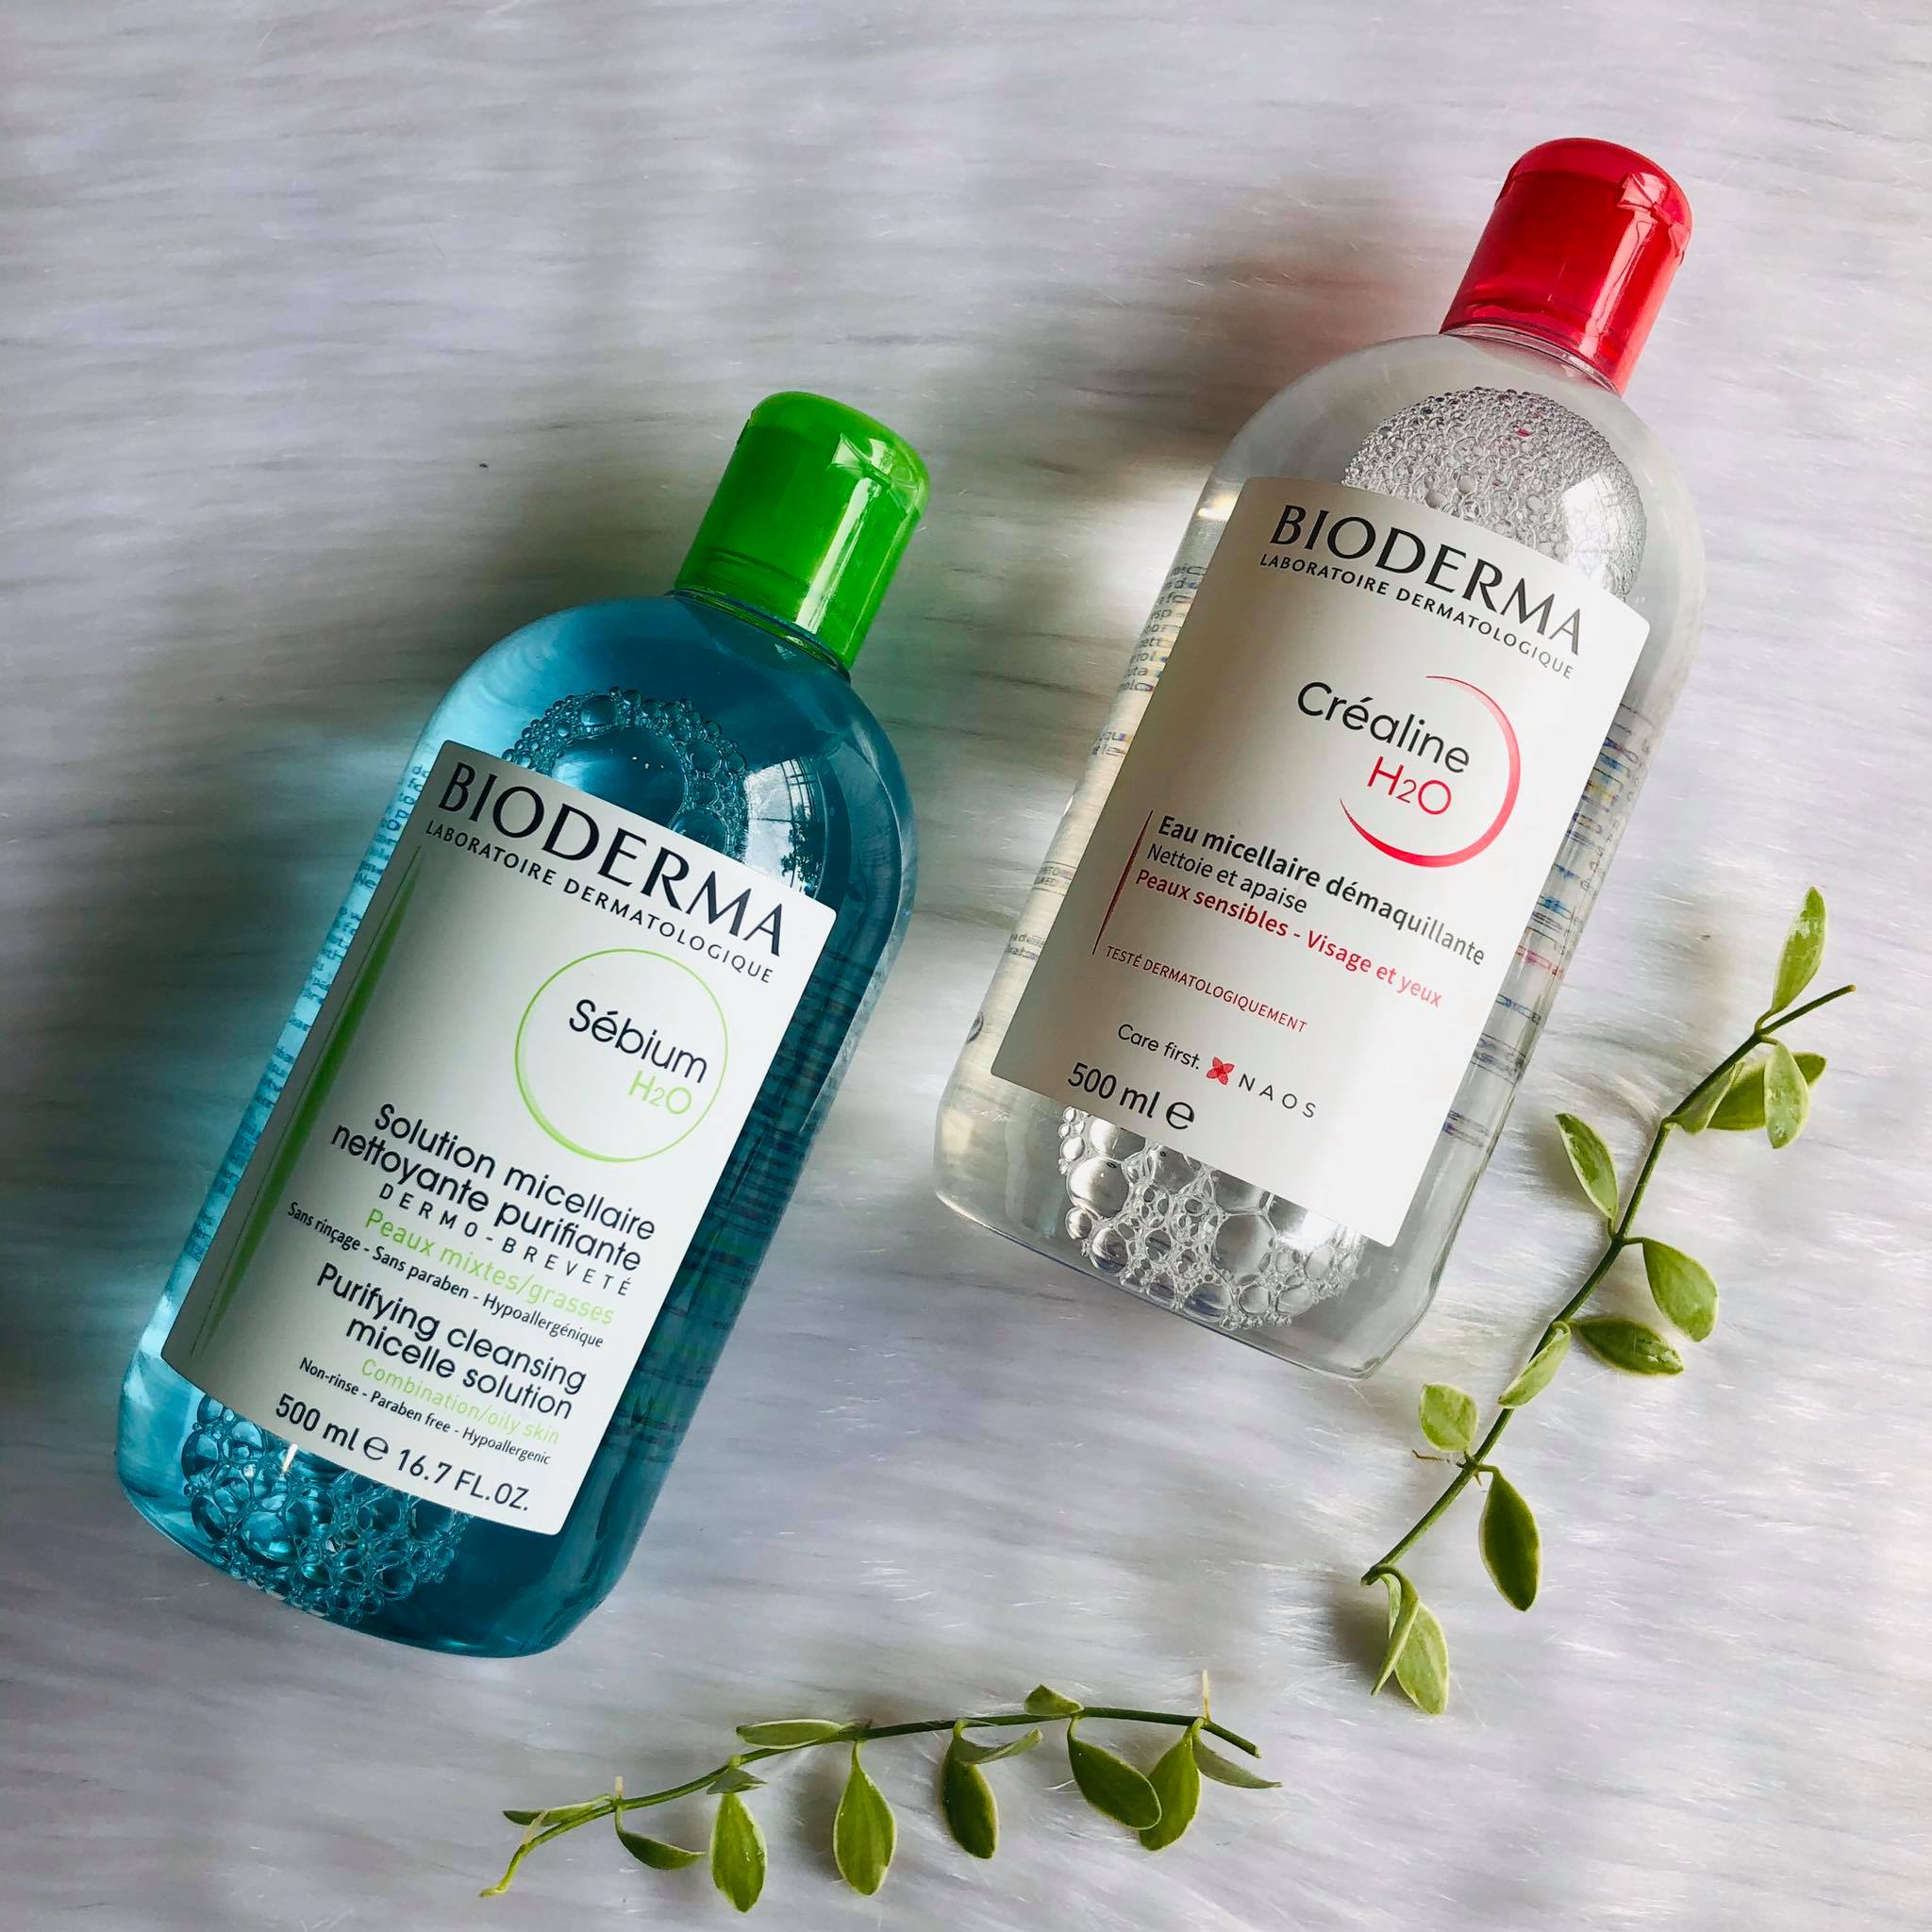 BIODERMA
LABORATOIRE DERMATOLOGIQUE
Sébium
H2O
Solution micellaire
nettoyante purifiante
DERMO-BREVETÉ
Peaux mixtes/grasses
Sans rinçage - Sans paraben - Hypoallergénique
Purifying cleansing
micelle solution
Combination/oily skin
Non-rinse - Paraben free - Hypoallergenic
500 ml ℮ 16.7 FL.OZ.
BIODERMA
LABORATOIRE DERMATOLOGIQUE
Créaline
H2O
Eau micellaire démaquillante
Nettoie et apaise
Peaux sensibles - Visage et yeux
TESTÉ DERMATOLOGIQUEMENT
Care first. NAOS
500 ml ℮